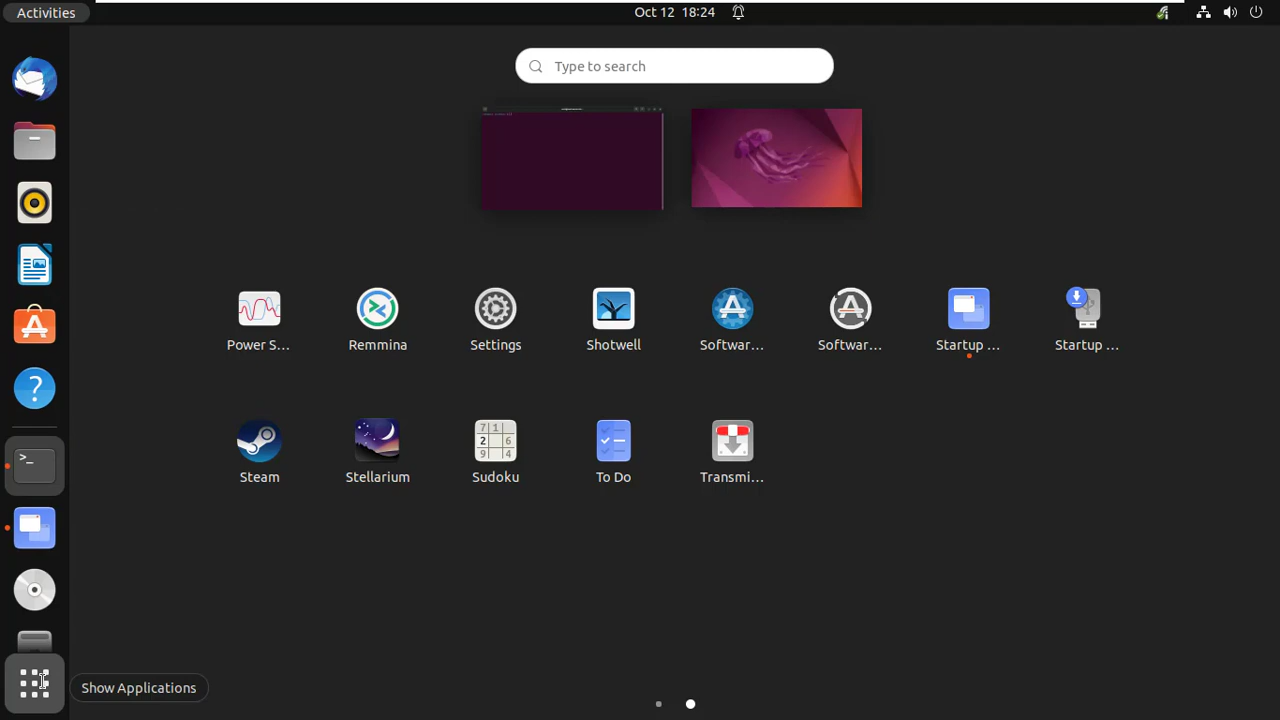 Activities
Oct 12 18:24
Type to search
Power S...
Remmina
Settings
Shotwell
Softwar...
Softwar...
Startup ...
Startup ...
Steam
Stellarium
Sudoku
To Do
Transmi...
Show Applications